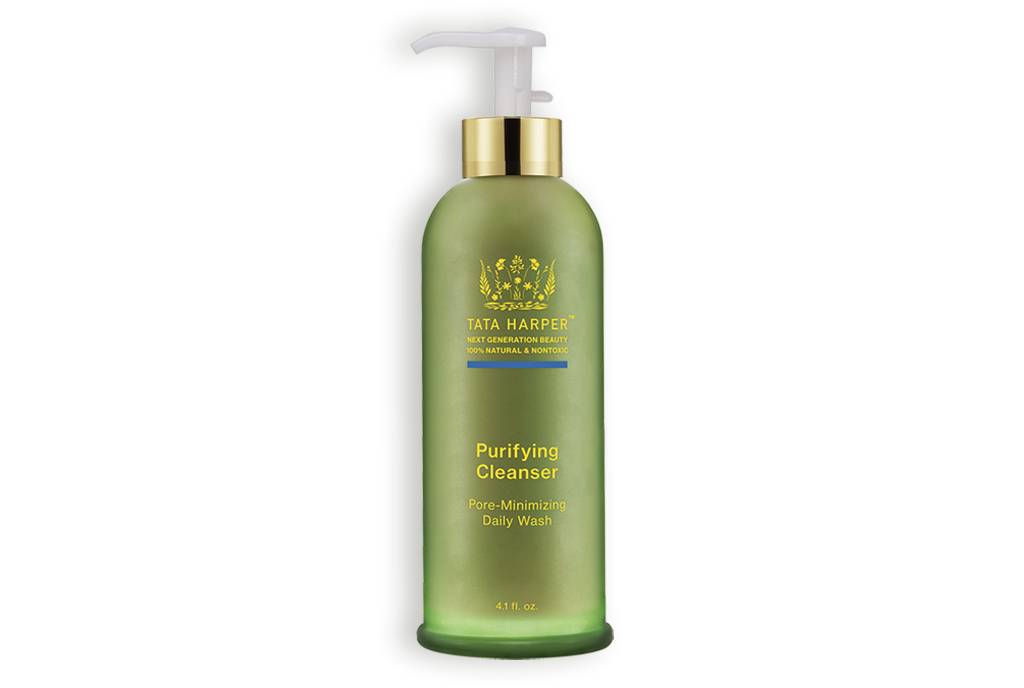 TATA HARPER™
NEXT GENERATION BEAUTY
100% NATURAL & NONTOXIC
Purifying
Cleanser
Pore-Minimizing
Daily Wash
4.1 fl. oz.